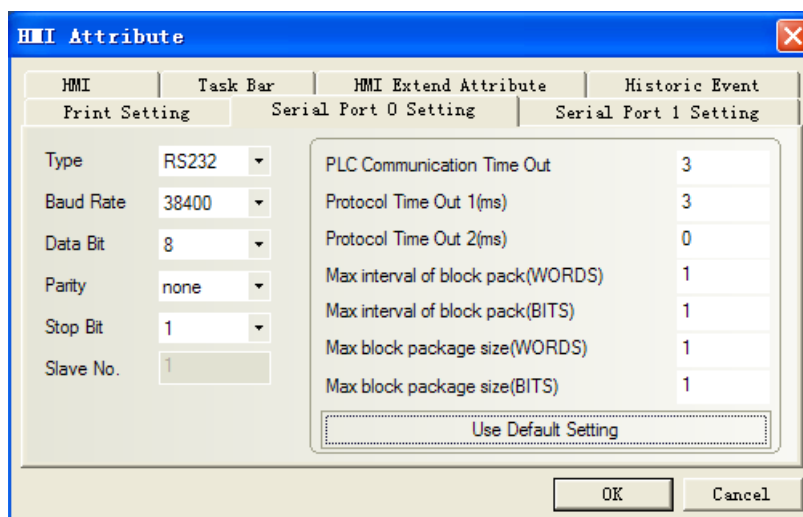 HMI Attribute
HMI Task Bar HMI Extend Attribute Historic Event
Print Setting Serial Port 0 Setting Serial Port 1 Setting
Type RS232
Baud Rate 38400
Data Bit 8
Parity none
Stop Bit 1
Slave No. 1
PLC Communication Time Out 3
Protocol Time Out 1(ms) 3
Protocol Time Out 2(ms) 0
Max interval of block pack(WORDS) 1
Max interval of block pack(BITS) 1
Max block package size(WORDS) 1
Max block package size(BITS) 1
Use Default Setting
OK Cancel